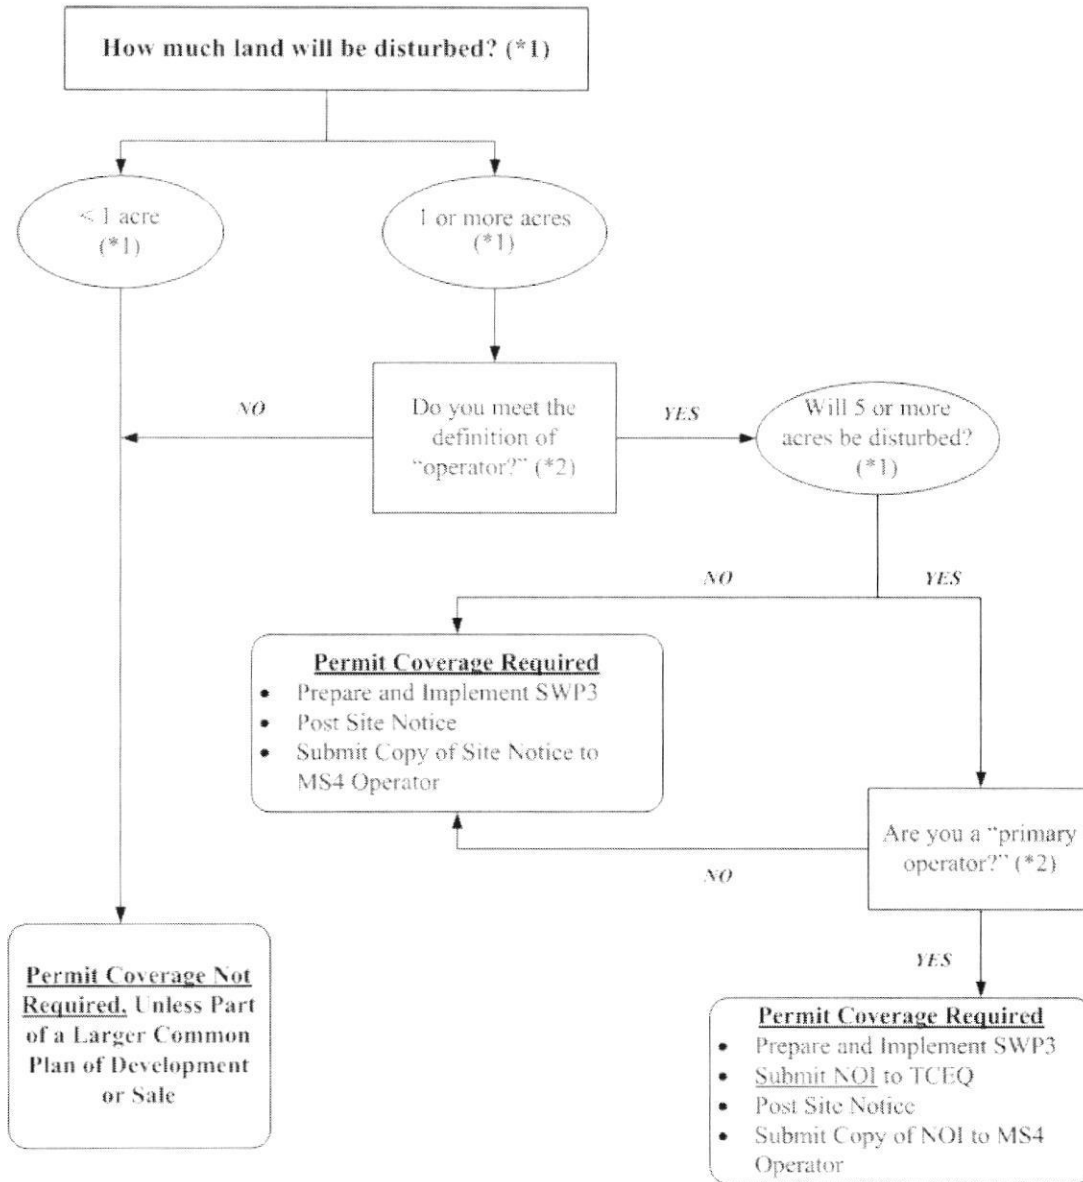 How much land will be disturbed? (*1)
< 1 acre
(*1)
1 or more acres
(*1)
NO
Do you meet the
definition of
“operator?” (*2)
YES
Will 5 or more
acres be disturbed?
(*1)
NO
YES
Permit Coverage Required
• Prepare and Implement SWP3
• Post Site Notice
• Submit Copy of Site Notice to
MS4 Operator
Are you a “primary
operator?” (*2)
NO
YES
Permit Coverage Not
Required, Unless Part
of a Larger Common
Plan of Development
or Sale
Permit Coverage Required
• Prepare and Implement SWP3
• Submit NOI to TCEQ
• Post Site Notice
• Submit Copy of NOI to MS4
Operator